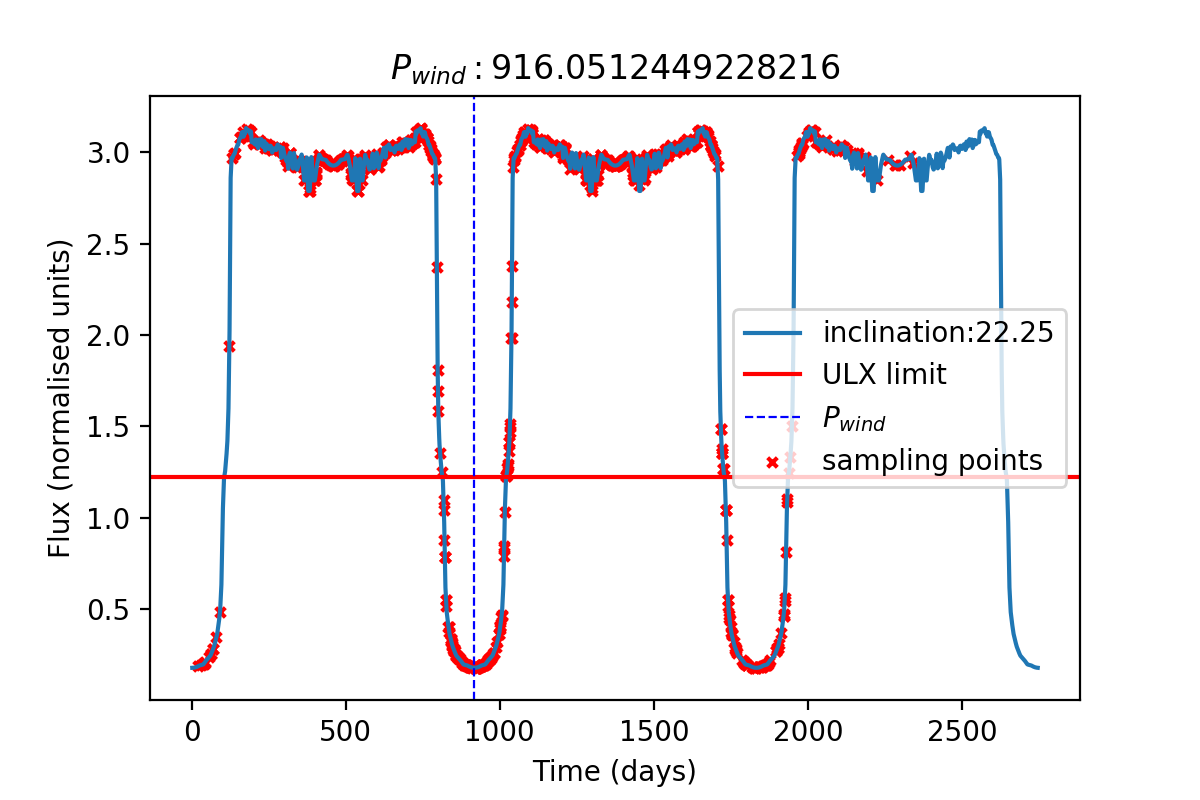 P_wind : 916.0512449228216
Flux (normalised units)
3.0
2.5
2.0
1.5
1.0
0.5
inclination:22.25
ULX limit
P_wind
sampling points
0 500 1000 1500 2000 2500
Time (days)